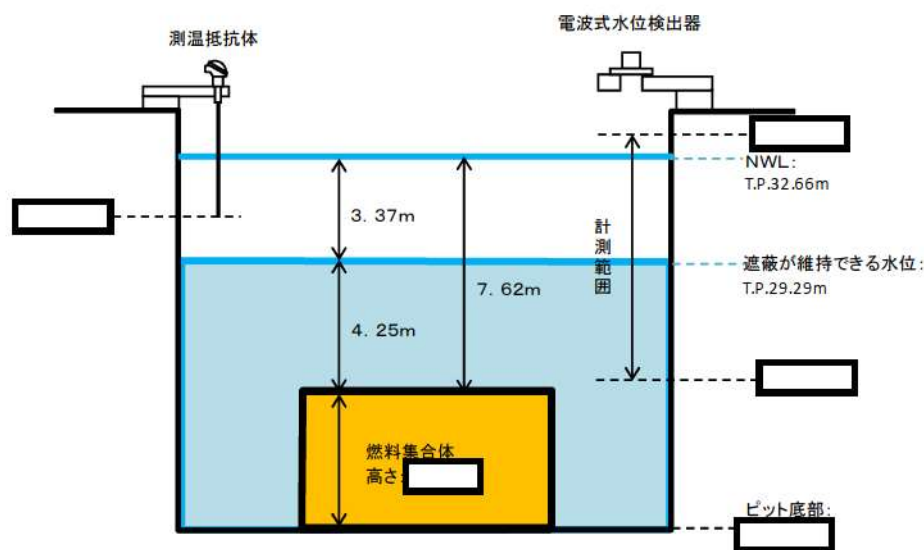 測温抵抗体
電波式水位検出器
NWL:
T.P.32.66m
3.37m
計測範囲
遮蔽が維持できる水位:
T.P.29.29m
7.62m
4.25m
燃料集合体
高さ:
ピット底部: